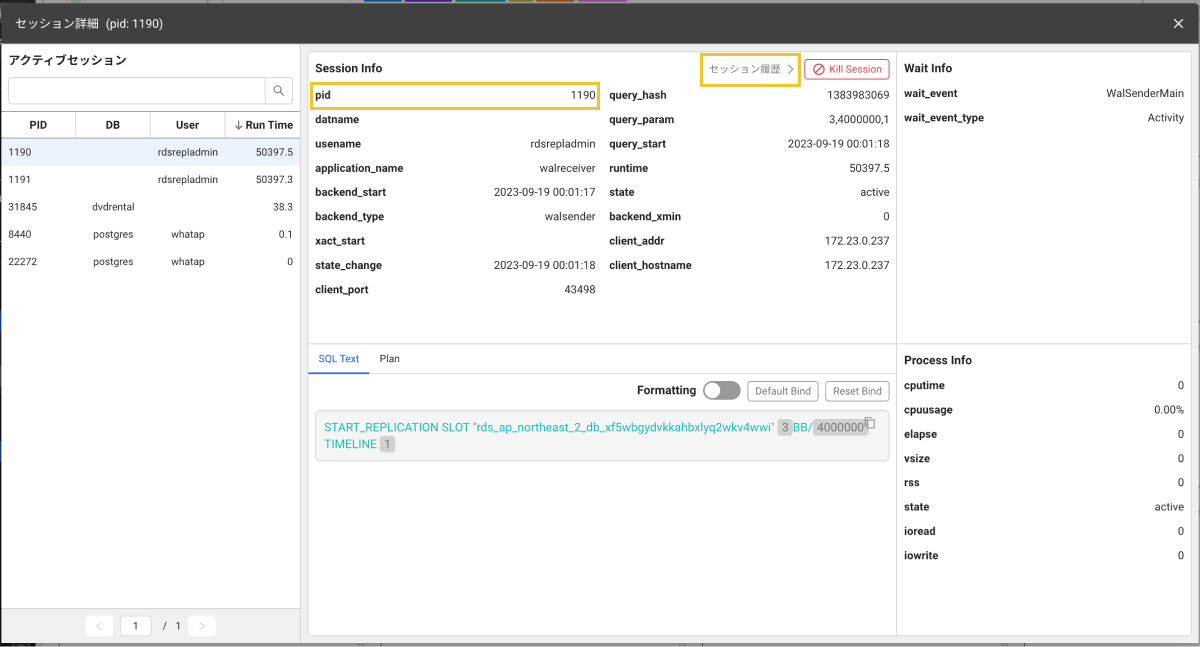 セッション詳細 (pid: 1190)
アクティブセッション
PID DB User ↓ Run Time
1190 rdsrepladmin 50397.5
1191 rdsrepladmin 50397.3
31845 dvdrental 38.3
8440 postgres whatap 0.1
22272 postgres whatap 0
< 1 / 1 >
Session Info セッション履歴 > Kill Session
pid 1190 query_hash 1383983069
datname query_param 3,4000000,1
usename rdsrepladmin query_start 2023-09-19 00:01:18
application_name walreceiver runtime 50397.5
backend_start 2023-09-19 00:01:17 state active
backend_type walsender backend_xmin 0
xact_start client_addr 172.23.0.237
state_change 2023-09-19 00:01:18 client_hostname 172.23.0.237
client_port 43498
Wait Info
wait_event WalSenderMain
wait_event_type Activity
SQL Text Plan
Formatting Default Bind Reset Bind
START_REPLICATION SLOT "rds_ap_northeast_2_db_xf5wbgydvkkahbxlyq2wkv4wwi" 3 BB/ 4000000
TIMELINE 1
Process Info
cputime 0
cpuusage 0.00%
elapse 0
vsize 0
rss 0
state active
ioread 0
iowrite 0